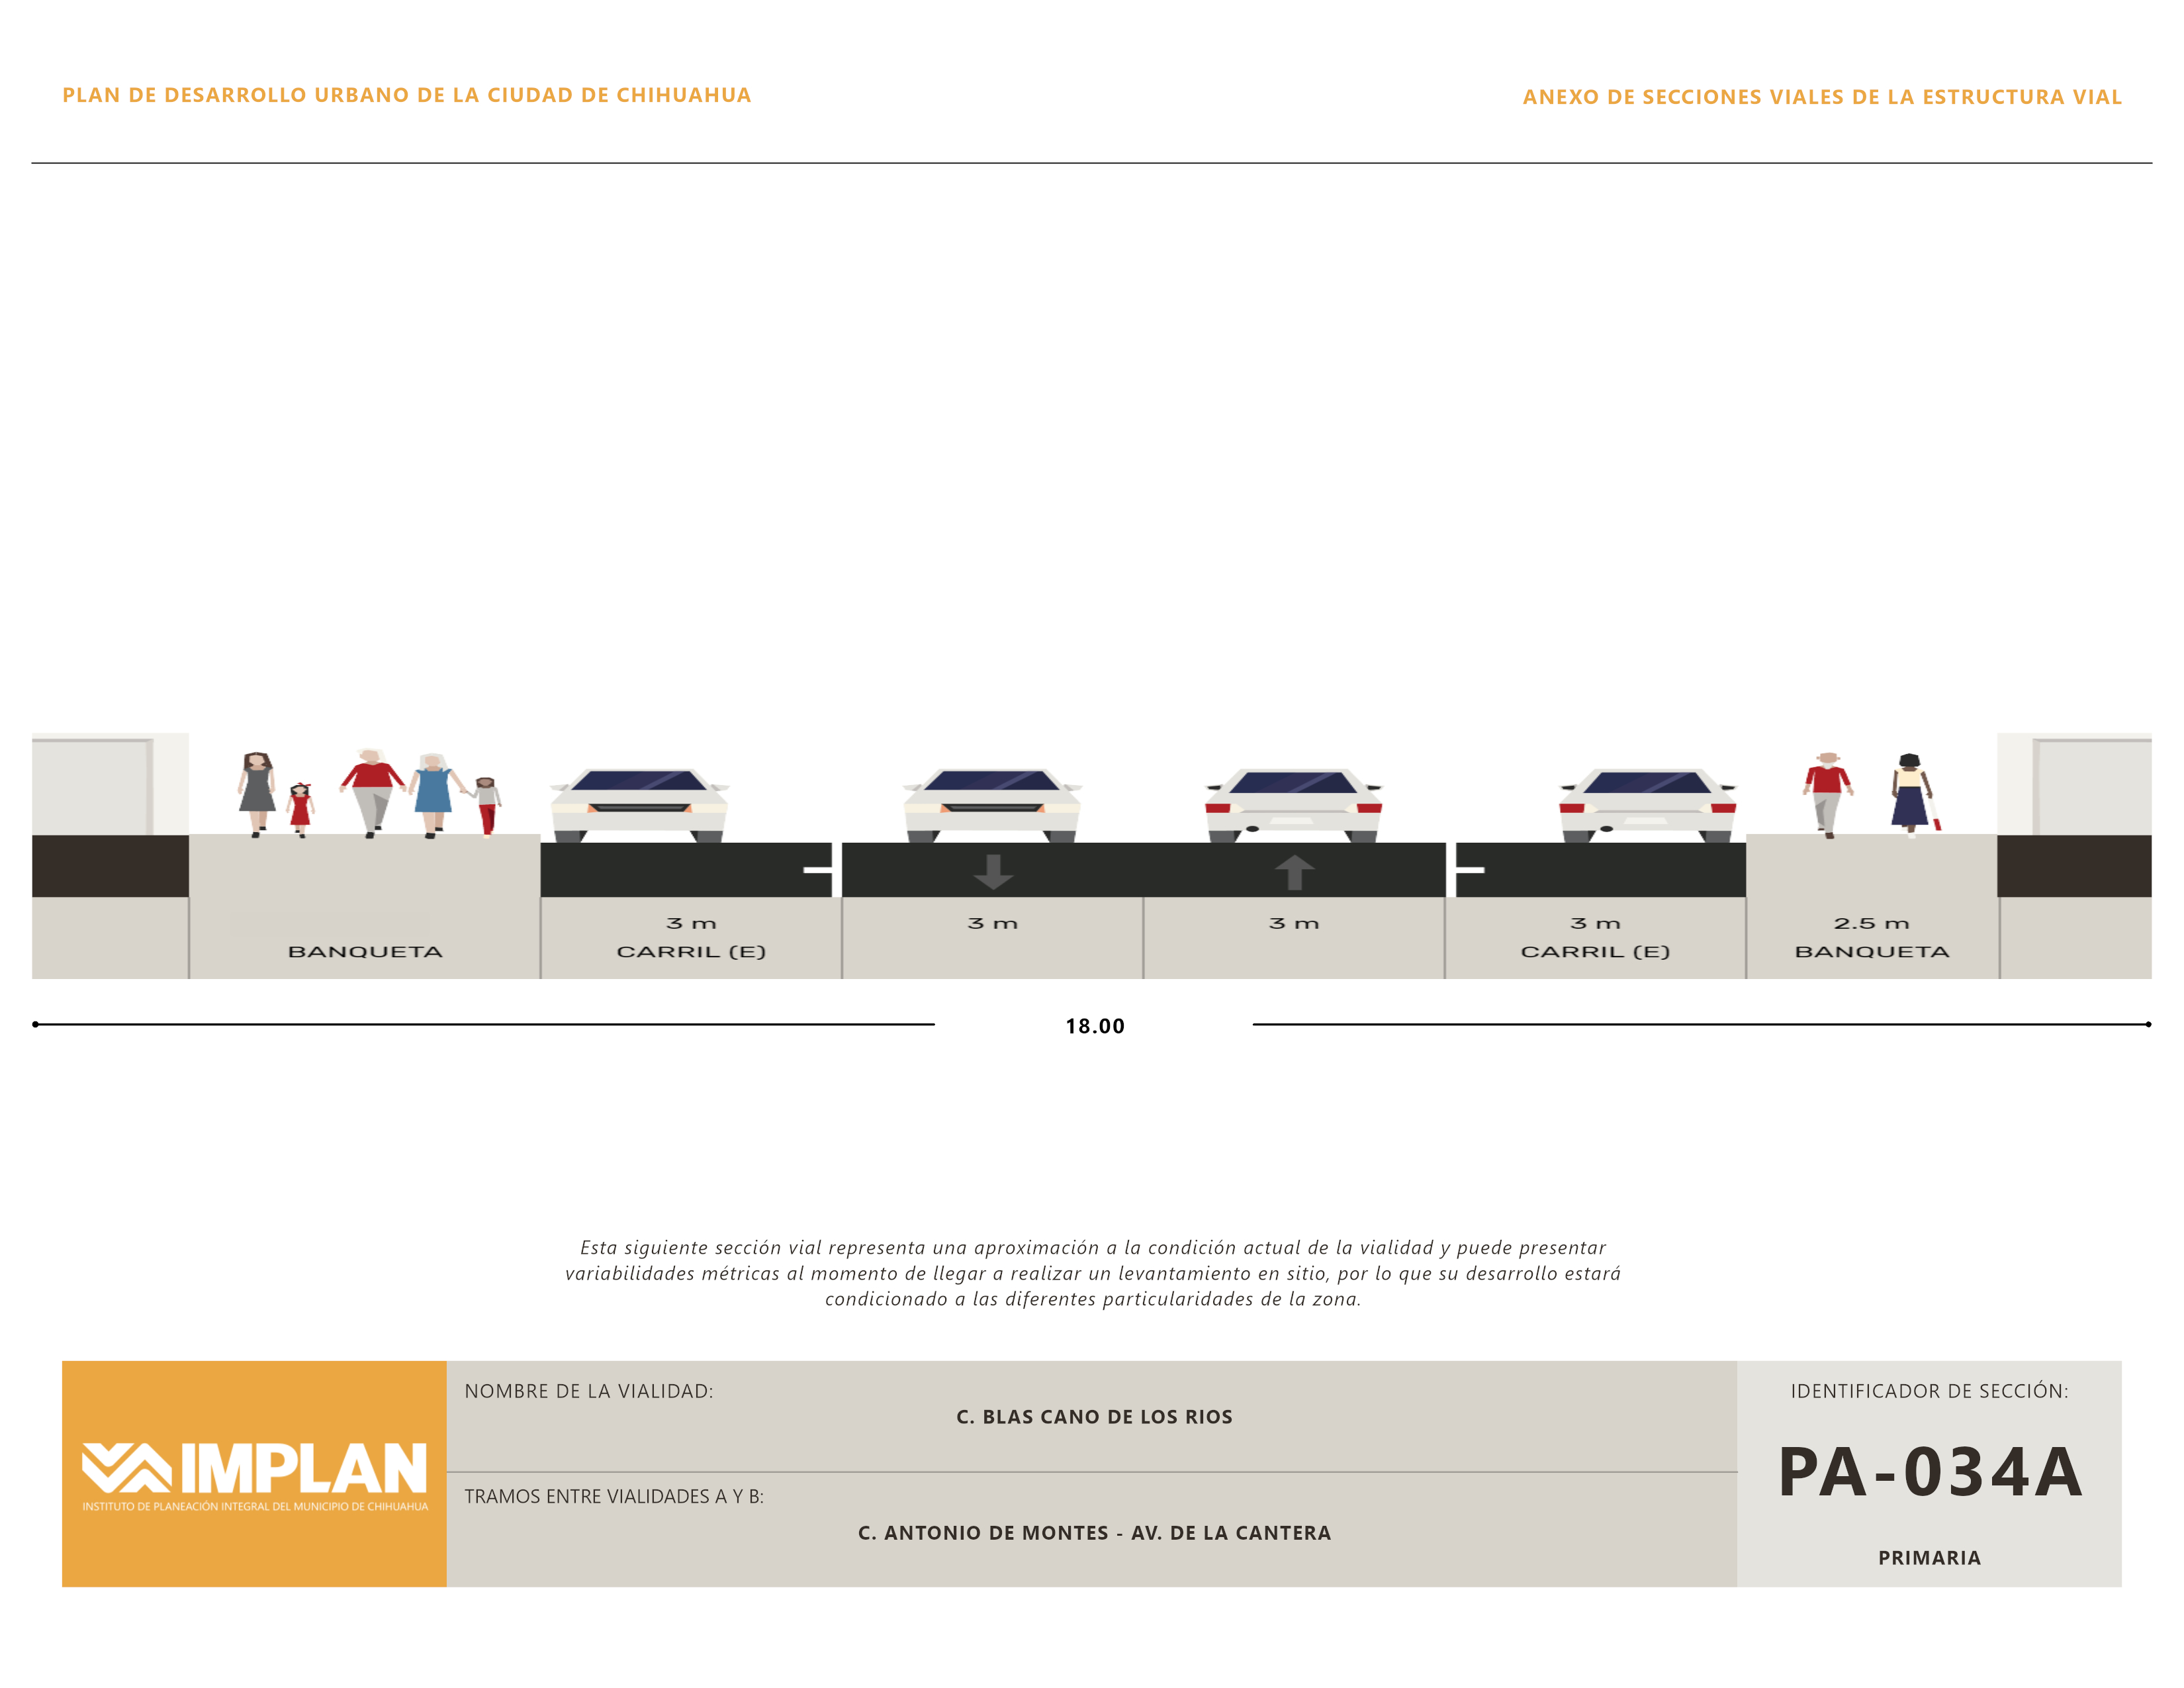 PLAN DE DESARROLLO URBANO DE LA CIUDAD DE CHIHUAHUA
ANEXO DE SECCIONES VIALES DE LA ESTRUCTURA VIAL
BANQUETA
3 m
CARRIL (E)
3 m
3 m
3 m
CARRIL (E)
2.5 m
BANQUETA
18.00
Esta siguiente sección vial representa una aproximación a la condición actual de la vialidad y puede presentar
variabilidades métricas al momento de llegar a realizar un levantamiento en sitio, por lo que su desarrollo estará
condicionado a las diferentes particularidades de la zona.
IMPLAN
INSTITUTO DE PLANEACIÓN INTEGRAL DEL MUNICIPIO DE CHIHUAHUA
NOMBRE DE LA VIALIDAD:
C. BLAS CANO DE LOS RIOS
TRAMOS ENTRE VIALIDADES A Y B:
C. ANTONIO DE MONTES - AV. DE LA CANTERA
IDENTIFICADOR DE SECCIÓN:
PA-034A
PRIMARIA